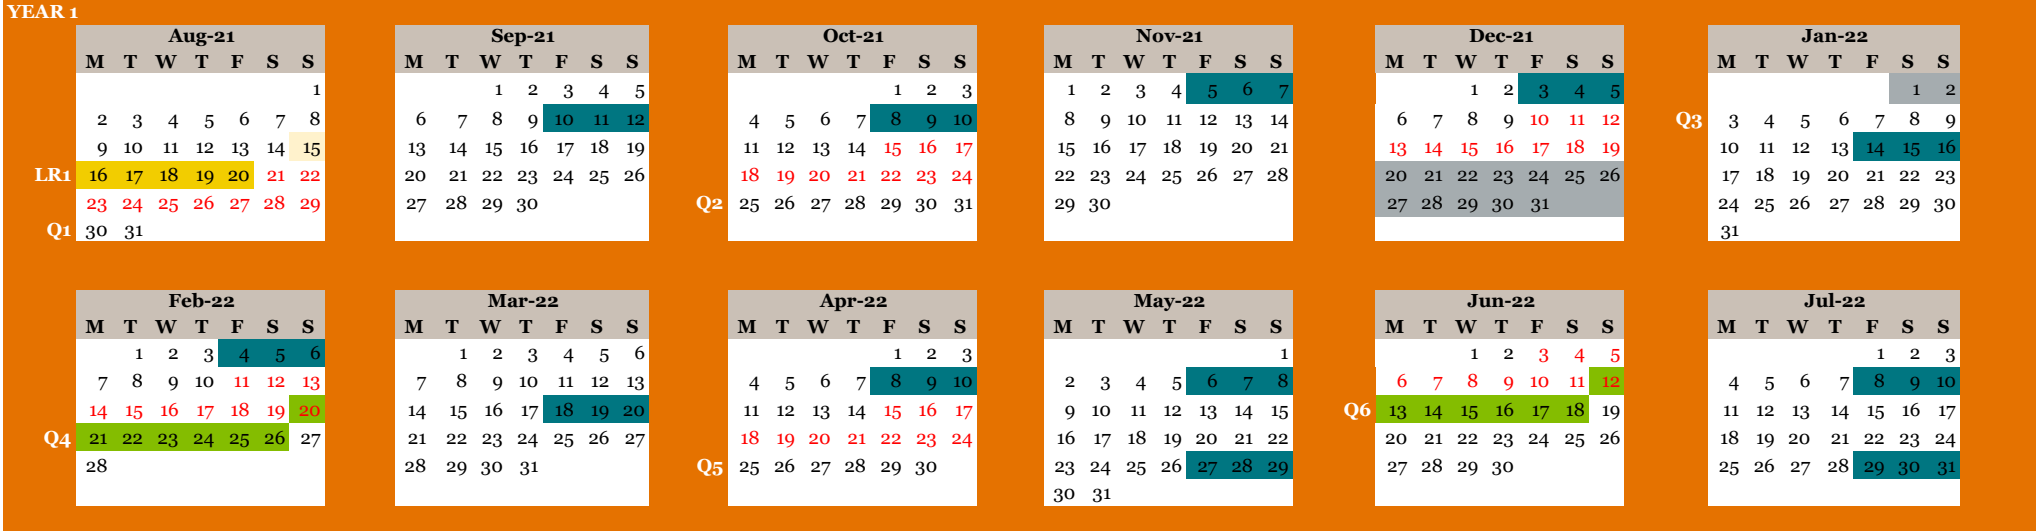 YEAR 1
Aug-21 Sep-21 Oct-21 Nov-21 Dec-21 Jan-22
M T W T F S S M T W T F S S M T W T F S S M T W T F S S M T W T F S S M T W T F S S
1 1 2 3 4 5 1 2 3 1 2 3 4 5 6 7 1 2 3 4 5 1 2
2 3 4 5 6 7 8 6 7 8 9 10 11 12 4 5 6 7 8 9 10 8 9 10 11 12 13 14 6 7 8 9 10 11 12 Q3 3 4 5 6 7 8 9
9 10 11 12 13 14 15 13 14 15 16 17 18 19 11 12 13 14 15 16 17 15 16 17 18 19 20 21 13 14 15 16 17 18 19 10 11 12 13 14 15 16
LR1 16 17 18 19 20 21 22 20 21 22 23 24 25 26 18 19 20 21 22 23 24 22 23 24 25 26 27 28 20 21 22 23 24 25 26 17 18 19 20 21 22 23
23 24 25 26 27 28 29 27 28 29 30 Q2 25 26 27 28 29 30 31 29 30 27 28 29 30 31 24 25 26 27 28 29 30
Q1 30 31 31
Feb-22 Mar-22 Apr-22 May-22 Jun-22 Jul-22
M T W T F S S M T W T F S S M T W T F S S M T W T F S S M T W T F S S M T W T F S S
1 2 3 4 5 6 1 2 3 4 5 6 1 2 3 1 1 2 3 4 5 1 2 3
7 8 9 10 11 12 13 7 8 9 10 11 12 13 4 5 6 7 8 9 10 2 3 4 5 6 7 8 6 7 8 9 10 11 12 4 5 6 7 8 9 10
14 15 16 17 18 19 20 14 15 16 17 18 19 20 11 12 13 14 15 16 17 9 10 11 12 13 14 15 Q6 13 14 15 16 17 18 19 11 12 13 14 15 16 17
Q4 21 22 23 24 25 26 27 21 22 23 24 25 26 27 18 19 20 21 22 23 24 16 17 18 19 20 21 22 20 21 22 23 24 25 26 18 19 20 21 22 23 24
28 28 29 30 31 Q5 25 26 27 28 29 30 23 24 25 26 27 28 29 27 28 29 30 25 26 27 28 29 30 31
30 31